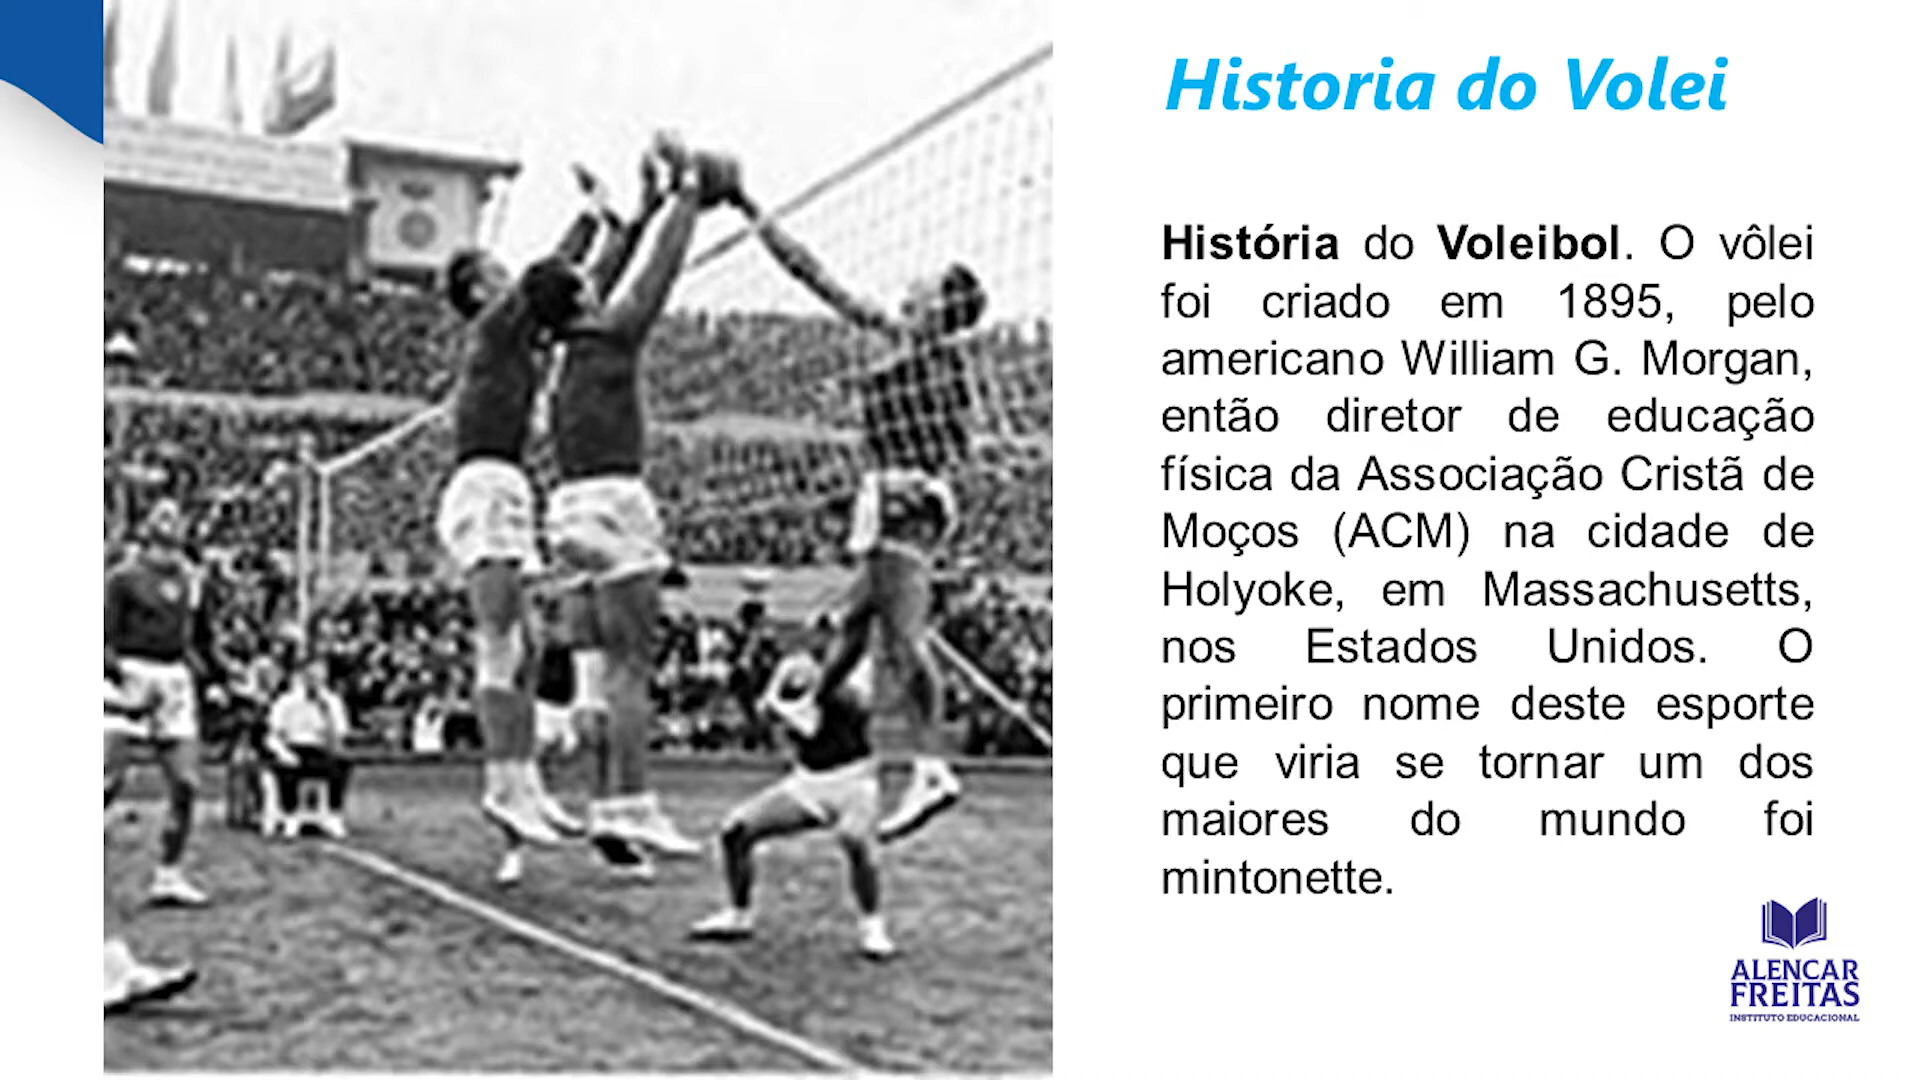 Historia do Volei
História do Voleibol. O vôlei
foi criado em 1895, pelo
americano William G. Morgan,
então diretor de educação
física da Associação Cristã de
Moços (ACM) na cidade de
Holyoke, em Massachusetts,
nos Estados Unidos. O
primeiro nome deste esporte
que viria se tornar um dos
maiores do mundo foi
mintonette.
ALENCAR
FREITAS
INSTITUTO EDUCACIONAL